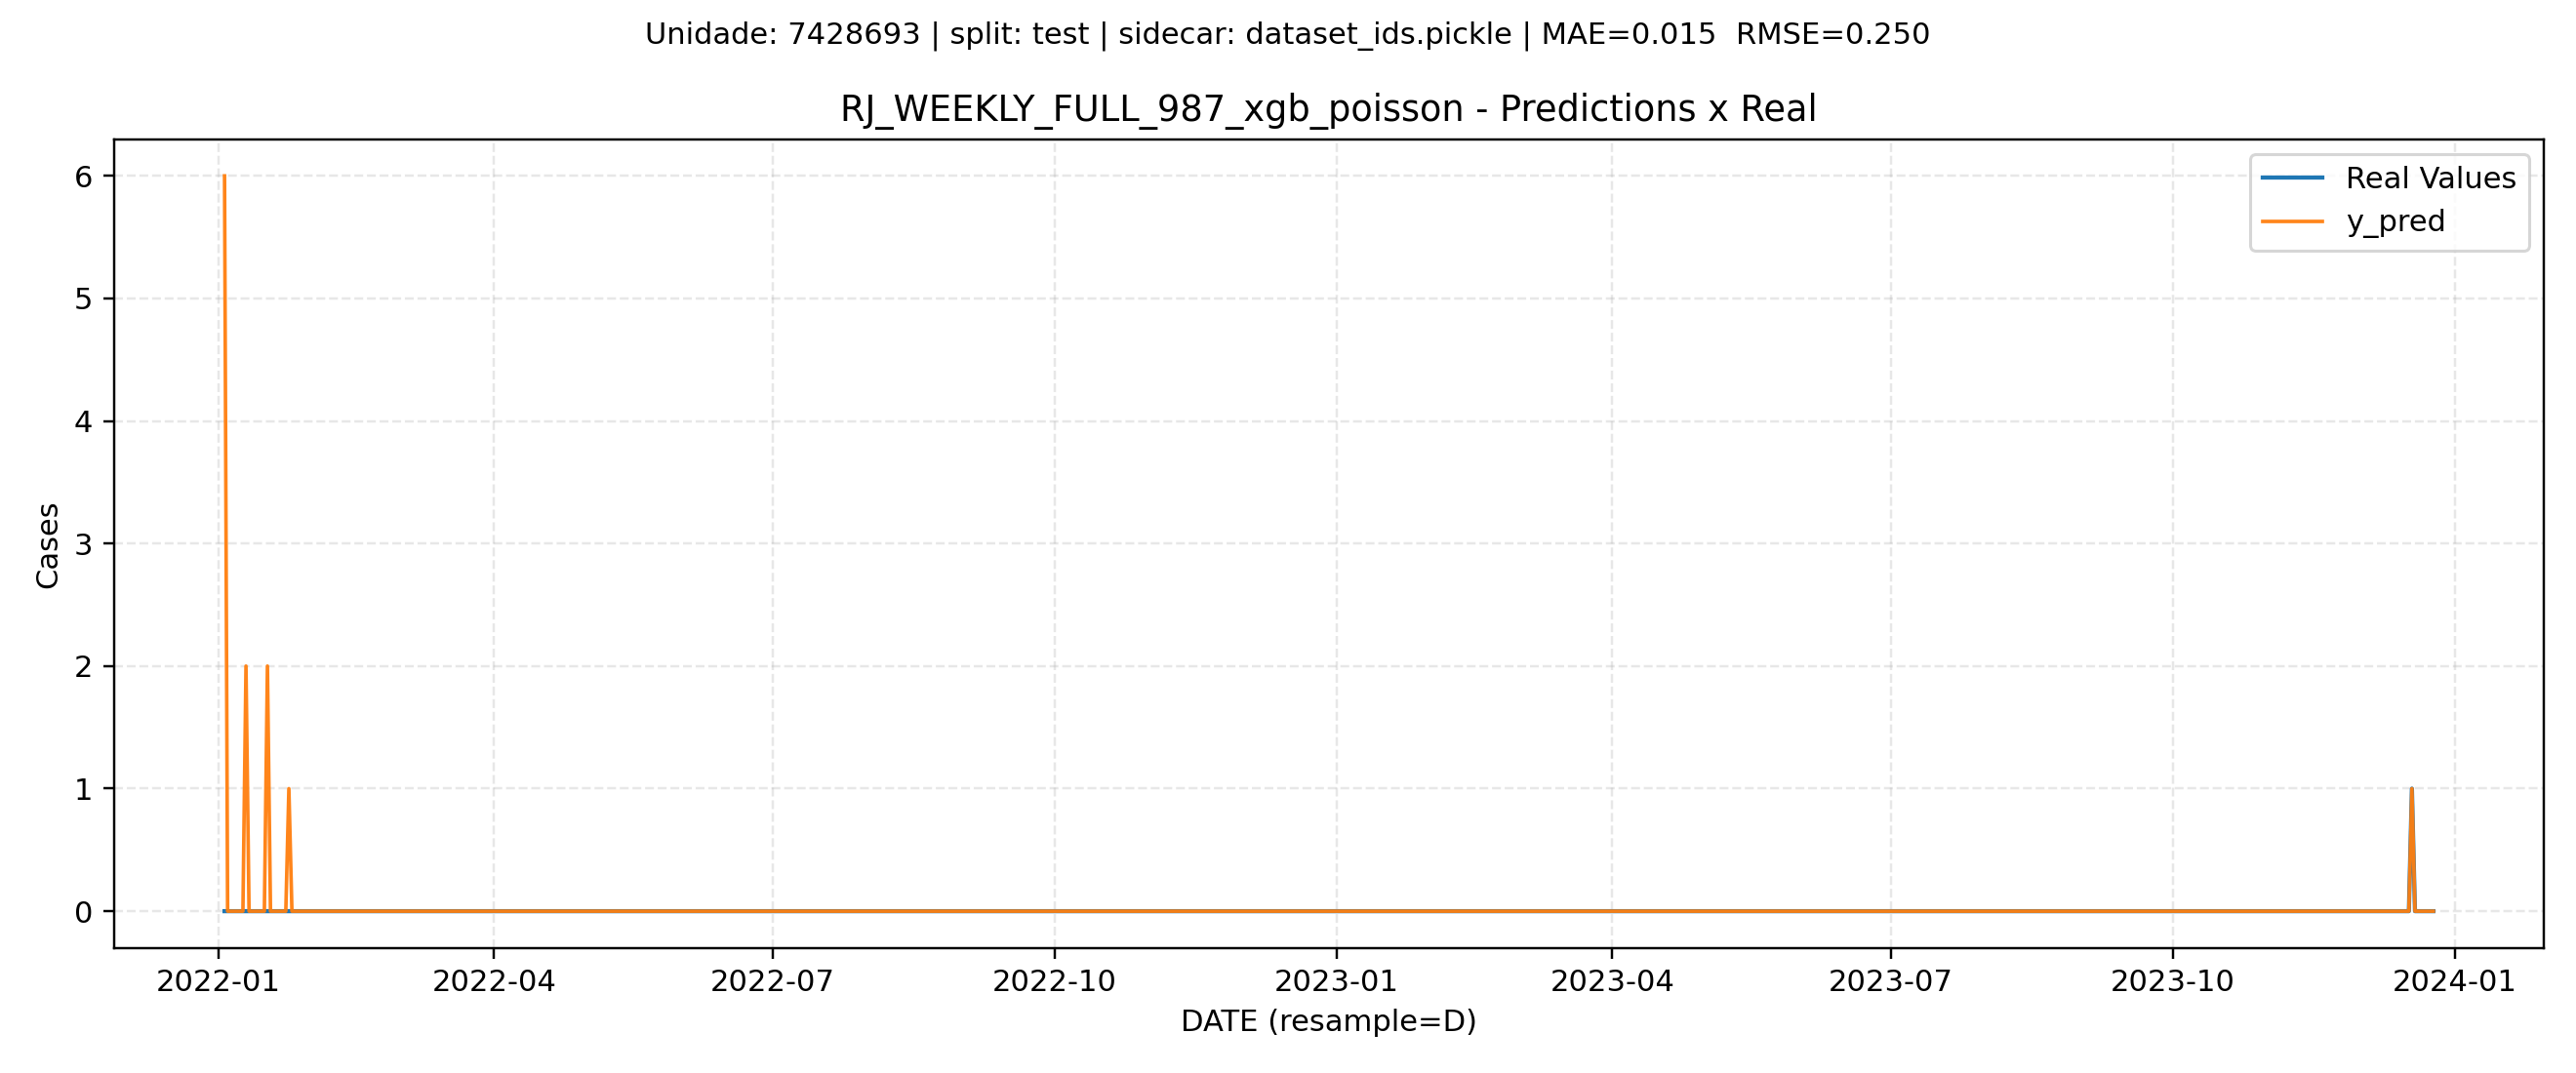 Unidade: 7428693 | split: test | sidecar: dataset_ids.pickle | MAE=0.015  RMSE=0.250
RJ_WEEKLY_FULL_987_xgb_poisson - Predictions x Real
Real Values
y_pred
Cases
6
5
4
3
2
1
0
2022-01
2022-04
2022-07
2022-10
2023-01
2023-04
2023-07
2023-10
2024-01
DATE (resample=D)